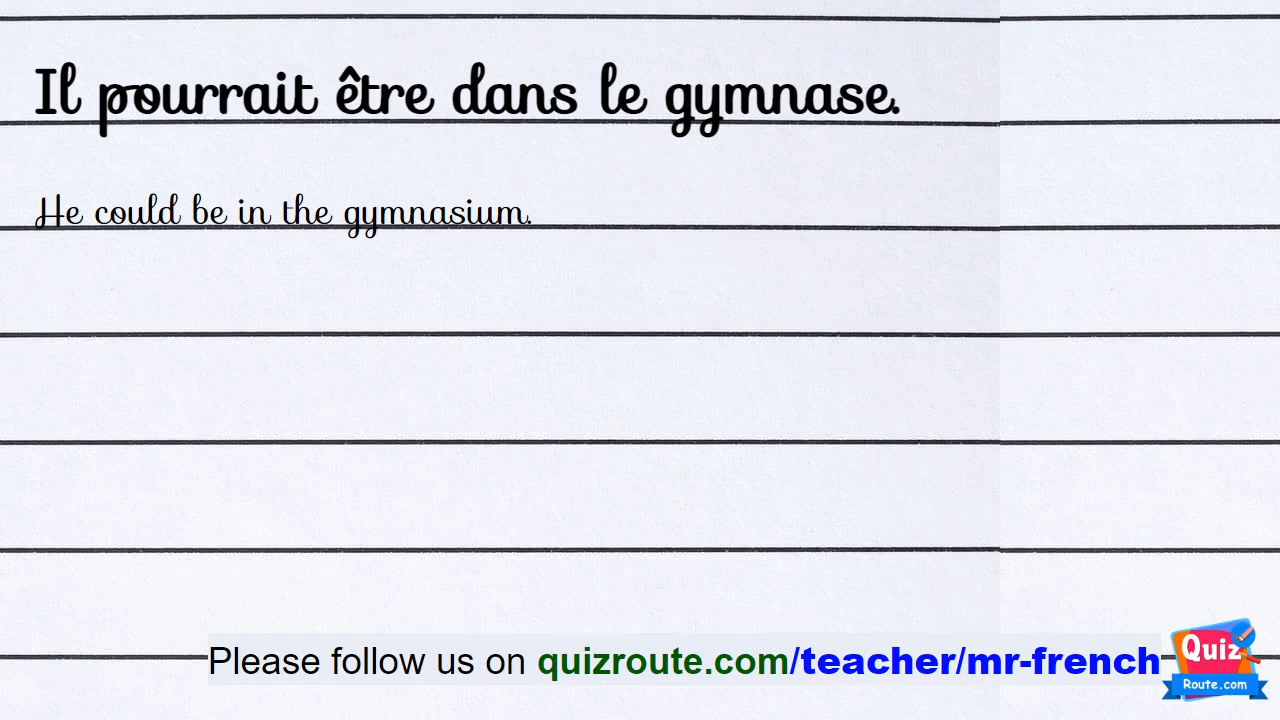 Il pourrait être dans le gymnase.
He could be in the gymnasium.
Please follow us on quizroute.com/teacher/mr-french
Quiz
Route.com